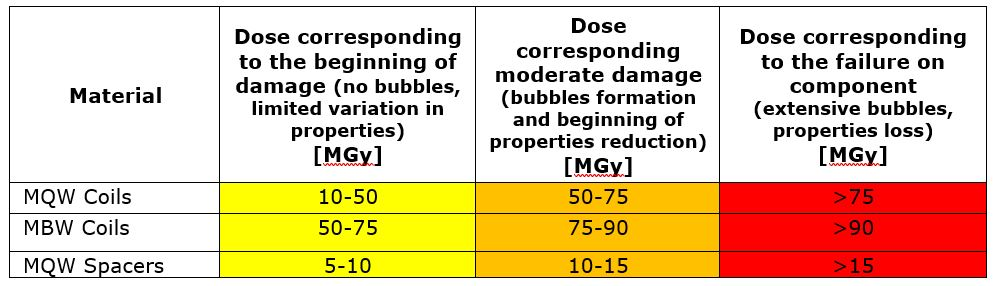 Material
Dose corresponding
to the beginning of
damage (no bubbles,
limited variation in
properties)
[MGy]
Dose
corresponding
moderate damage
(bubbles formation
and beginning of
properties reduction)
[MGy]
Dose corresponding
to the failure on
component
(extensive bubbles,
properties loss)
[MGy]
MQW Coils 10-50 50-75 >75
MBW Coils 50-75 75-90 >90
MQW Spacers 5-10 10-15 >15